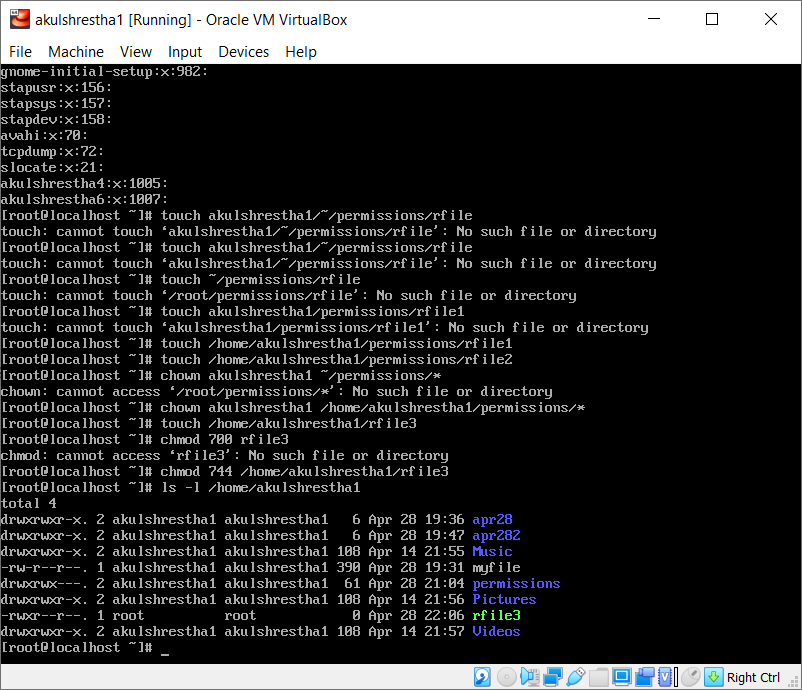 akulshrestha1 [Running] - Oracle VM VirtualBox
File Machine View Input Devices Help
gnome-initial-setup:x:982:
stapusr:x:156:
stapsys:x:157:
stapdev:x:158:
avahi:x:70:
tcpdump:x:72:
slocate:x:21:
akulshrestha4:x:1005:
akulshrestha6:x:1007:
[root@localhost ~]# touch akulshrestha1/~/permissions/rfile
touch: cannot touch ‘akulshrestha1/~/permissions/rfile’: No such file or directory
[root@localhost ~]# touch akulshrestha1/~/permissions/rfile
touch: cannot touch ‘akulshrestha1/~/permissions/rfile’: No such file or directory
[root@localhost ~]# touch ~/permissions/rfile
touch: cannot touch ‘/root/permissions/rfile’: No such file or directory
[root@localhost ~]# touch akulshrestha1/permissions/rfile1
touch: cannot touch ‘akulshrestha1/permissions/rfile1’: No such file or directory
[root@localhost ~]# touch /home/akulshrestha1/permissions/rfile1
[root@localhost ~]# touch /home/akulshrestha1/permissions/rfile2
[root@localhost ~]# chown akulshrestha1 ~/permissions/*
chown: cannot access ‘/root/permissions/*’: No such file or directory
[root@localhost ~]# chown akulshrestha1 /home/akulshrestha1/permissions/*
[root@localhost ~]# touch /home/akulshrestha1/rfile3
[root@localhost ~]# chmod 700 rfile3
chmod: cannot access ‘rfile3’: No such file or directory
[root@localhost ~]# chmod 744 /home/akulshrestha1/rfile3
[root@localhost ~]# ls -l /home/akulshrestha1
total 4
drwxrwxr-x. 2 akulshrestha1 akulshrestha1   6 Apr 28 19:36 apr28
drwxrwxr-x. 2 akulshrestha1 akulshrestha1   6 Apr 28 19:47 apr282
drwxrwxr-x. 2 akulshrestha1 akulshrestha1 108 Apr 14 21:55 Music
-rw-r--r--. 1 akulshrestha1 akulshrestha1 390 Apr 28 19:31 myfile
drwxrwx---. 2 akulshrestha1 akulshrestha1  61 Apr 28 21:04 permissions
drwxrwxr-x. 2 akulshrestha1 akulshrestha1 108 Apr 14 21:56 Pictures
-rwxr--r--. 1 root          root            0 Apr 28 22:06 rfile3
drwxrwxr-x. 2 akulshrestha1 akulshrestha1 108 Apr 14 21:57 Videos
[root@localhost ~]# _
Right Ctrl